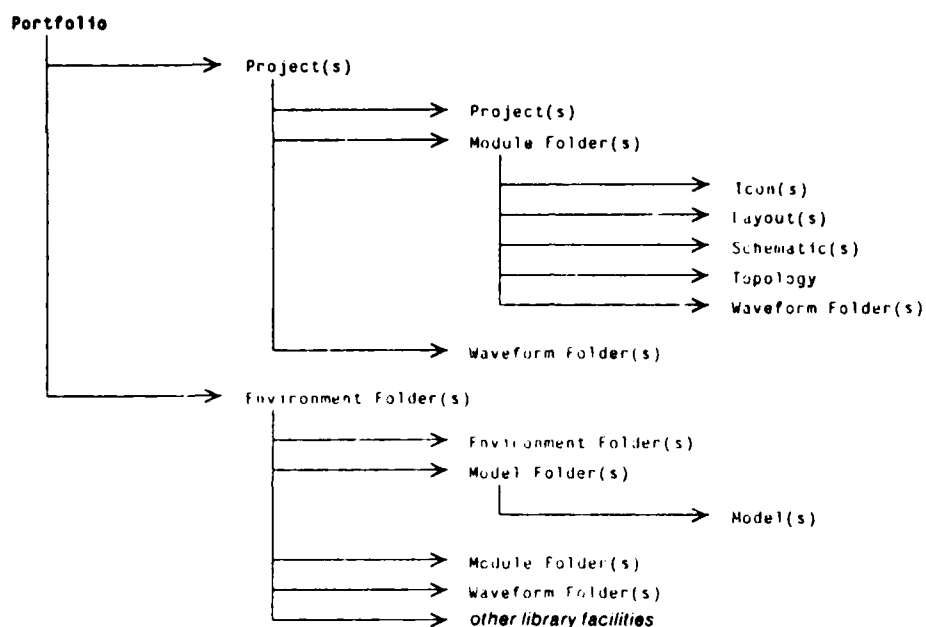 Portfolio
Project(s)
Project(s)
Module Folder(s)
Icon(s)
Layout(s)
Schematic(s)
Topology
Waveform Folder(s)
Waveform Folder(s)
Environment Folder(s)
Environment Folder(s)
Model Folder(s)
Model(s)
Module Folder(s)
Waveform Folder(s)
other library facilities